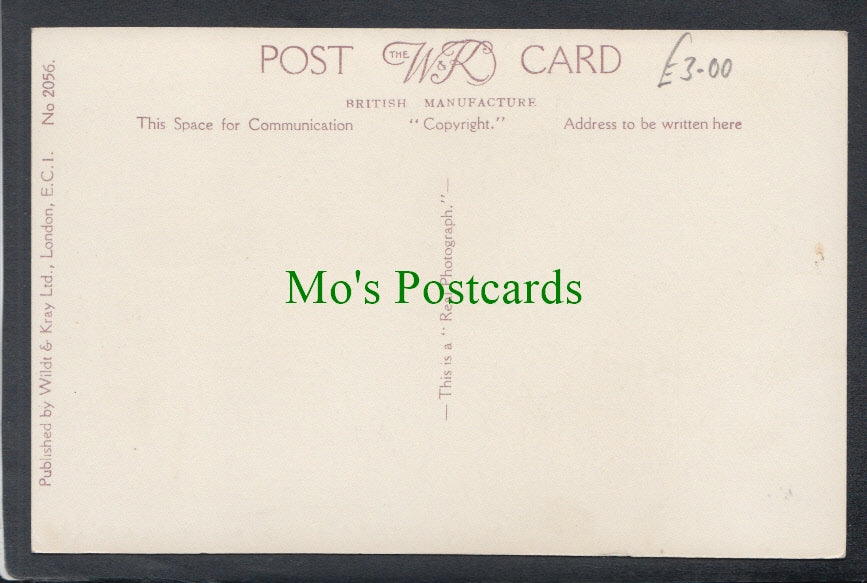 POST THE W&K CARD £3-00
BRITISH MANUFACTURE
This Space for Communication "Copyright." Address to be written here
Published by Wildt & Kray Ltd., London, E.C.1. No 2056.
— This is a "Real Photograph." —
Mo's Postcards